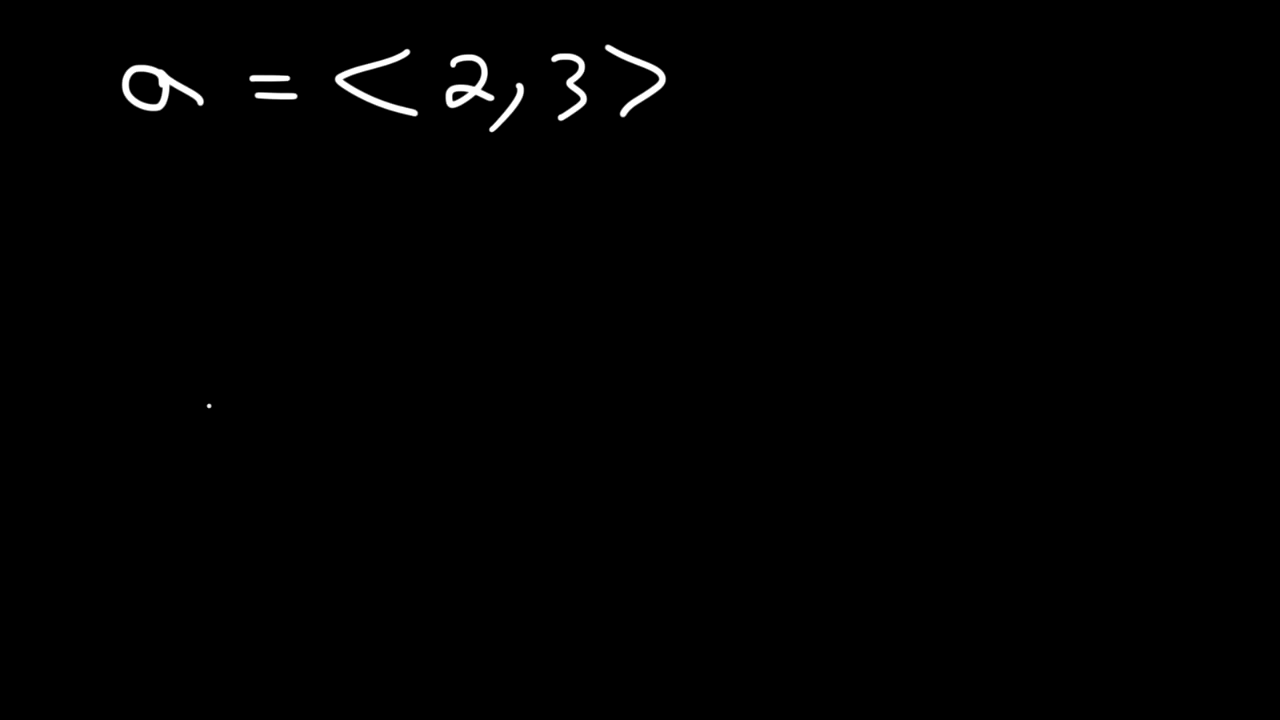 a = <2,3>